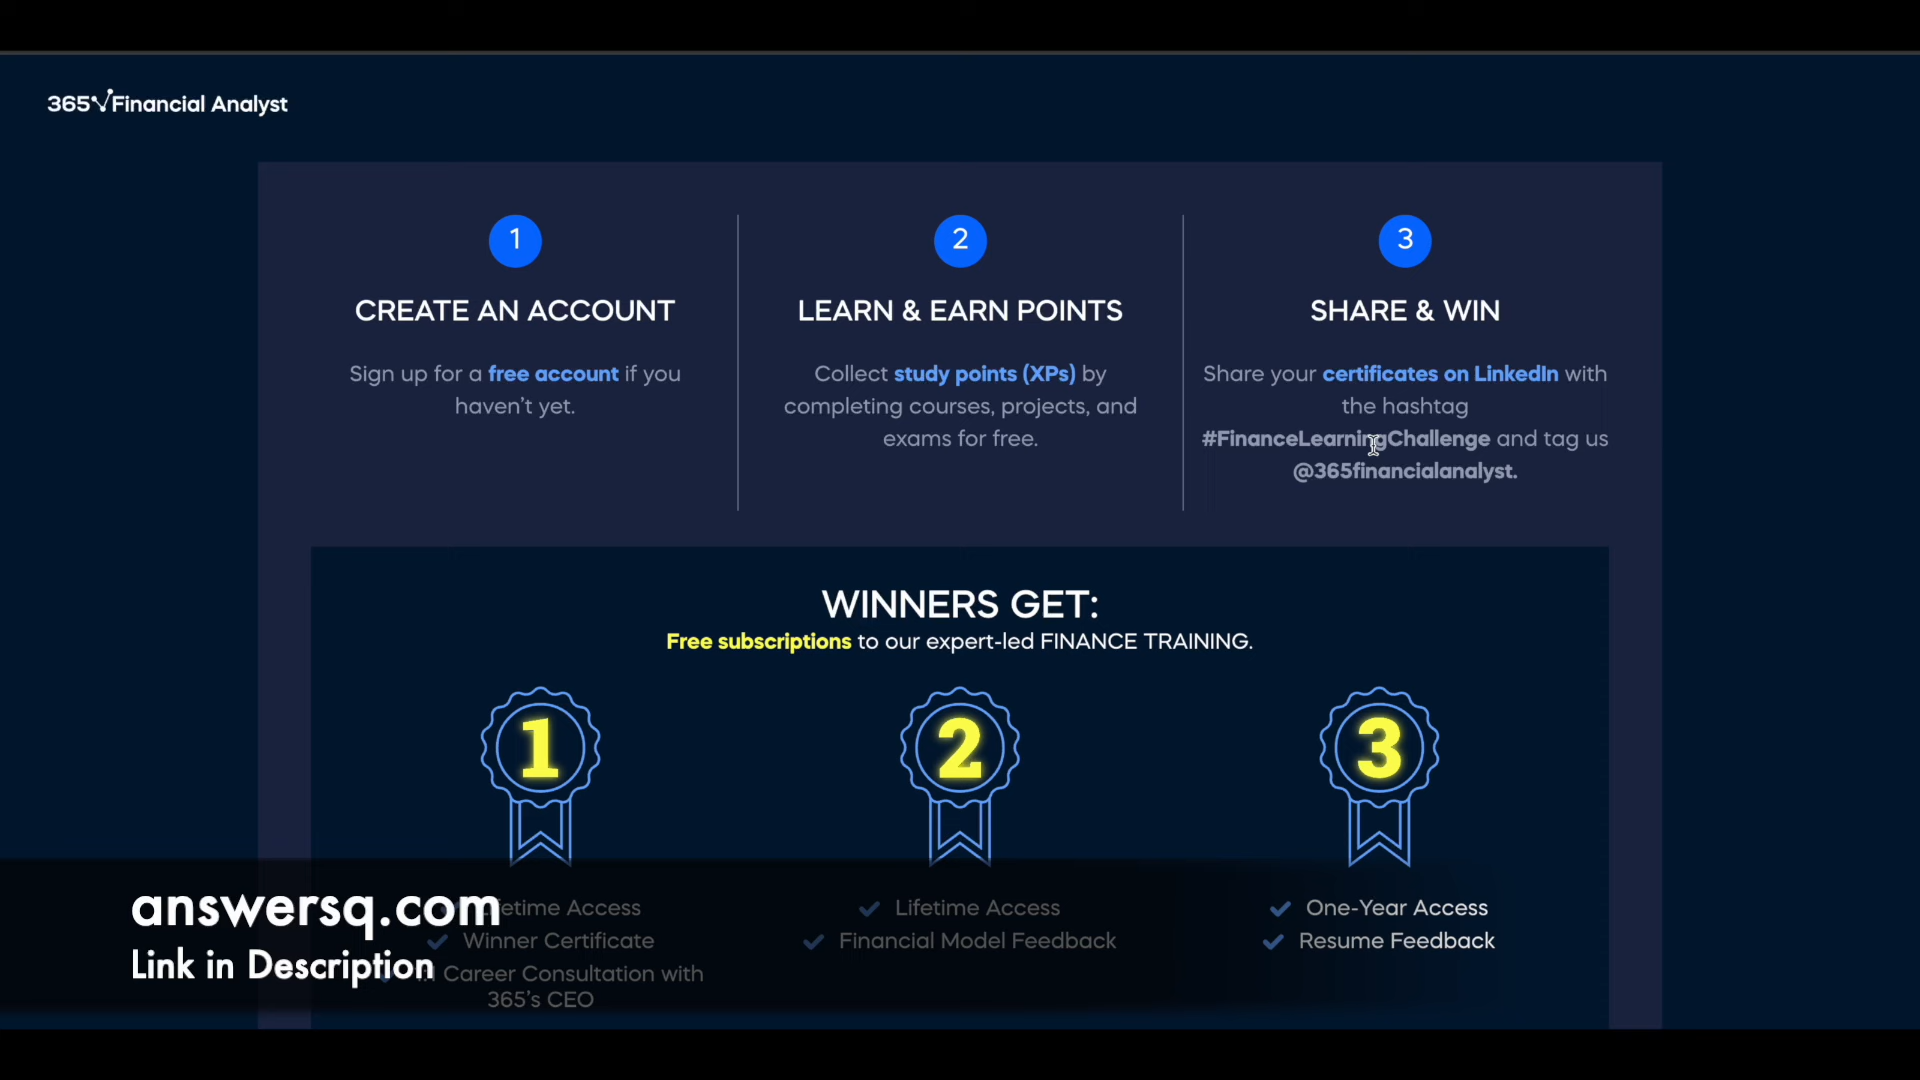 365 Financial Analyst
1
CREATE AN ACCOUNT
Sign up for a free account if you
haven't yet.
2
LEARN & EARN POINTS
Collect study points (XPs) by
completing courses, projects, and
exams for free.
3
SHARE & WIN
Share your certificates on LinkedIn with
the hashtag
#FinanceLearningChallenge and tag us
@365financialanalyst.
WINNERS GET:
Free subscriptions to our expert-led FINANCE TRAINING.
1
Lifetime Access
Winner Certificate
Career Consultation with
365's CEO
2
Lifetime Access
Financial Model Feedback
3
One-Year Access
Resume Feedback
answersq.com
Link in Description